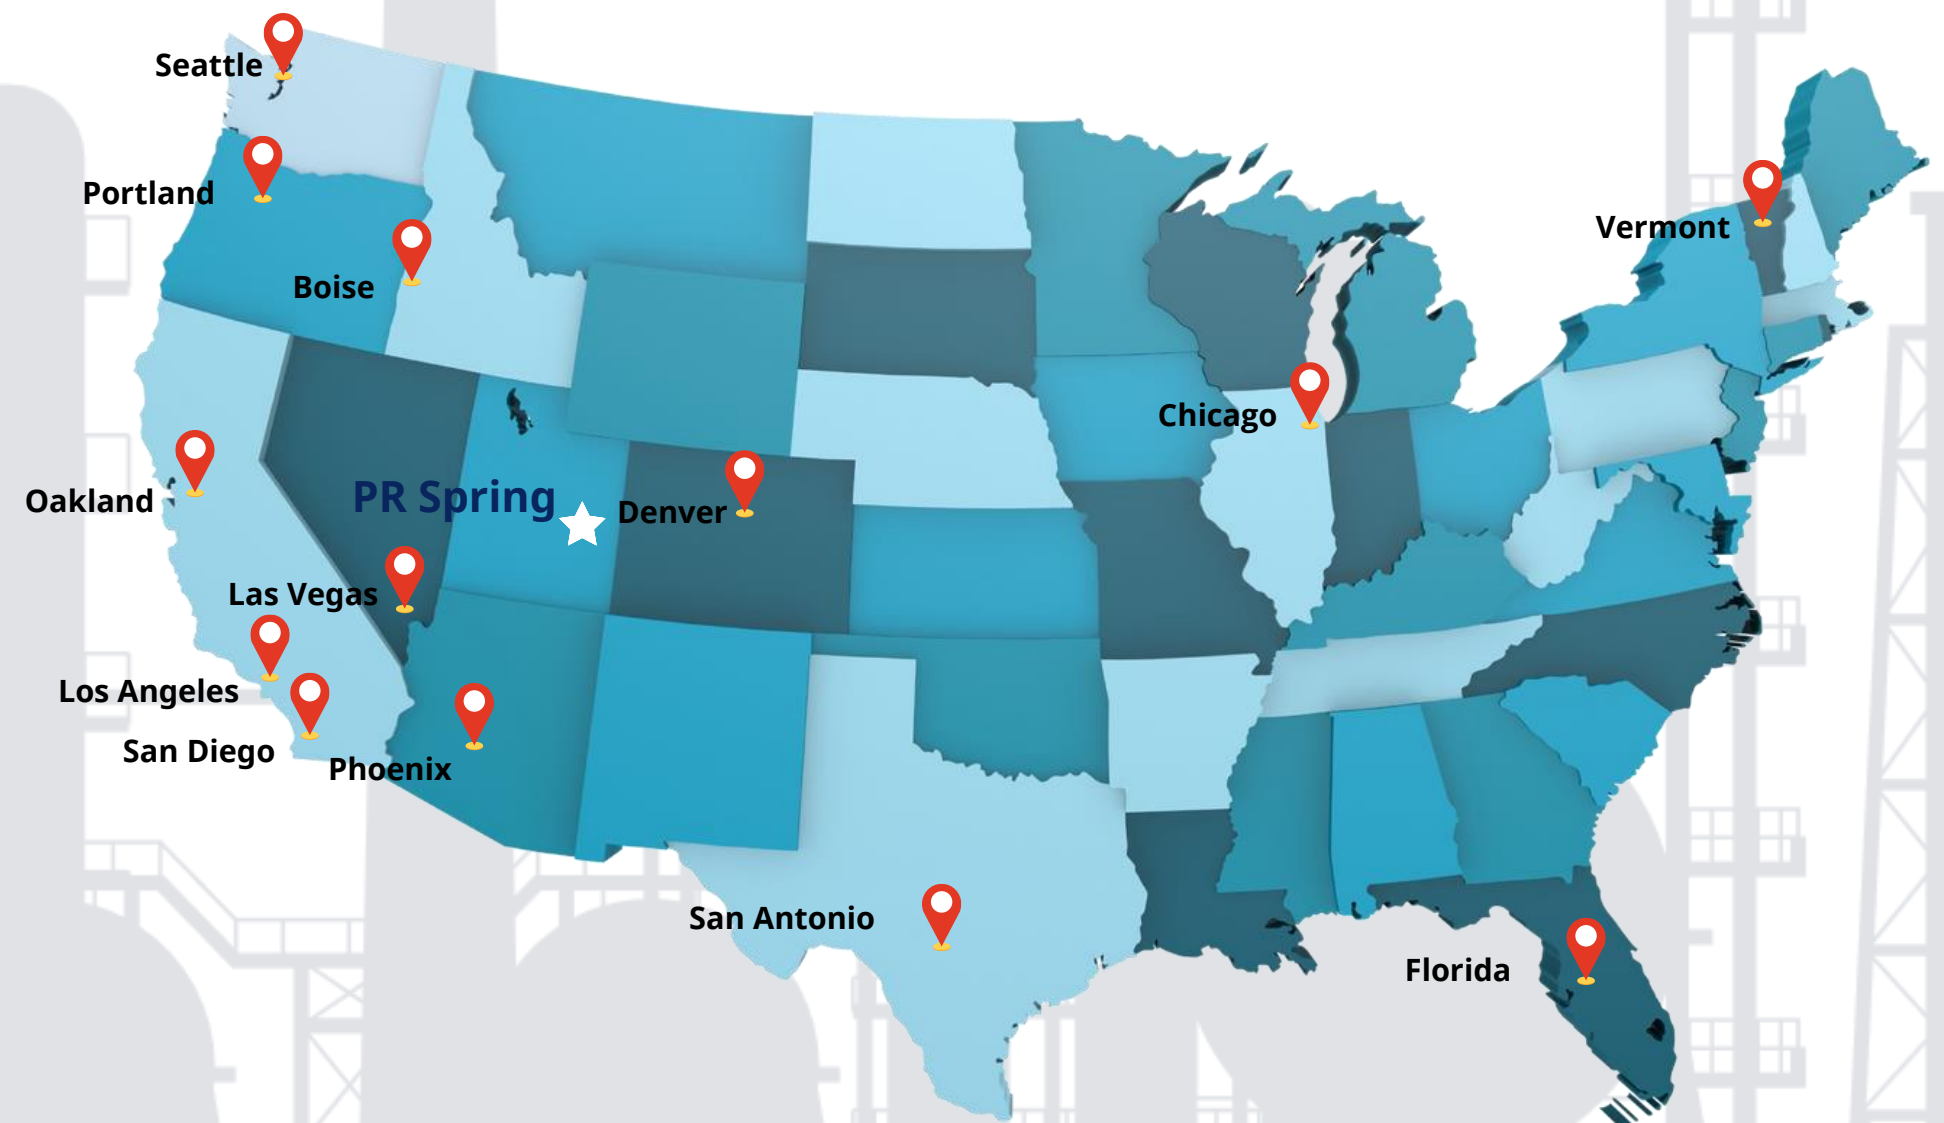 Seattle
Portland
Vermont
Boise
Chicago
PR Spring
Oakland
Denver
Las Vegas
Los Angeles
San Diego
Phoenix
San Antonio
Florida